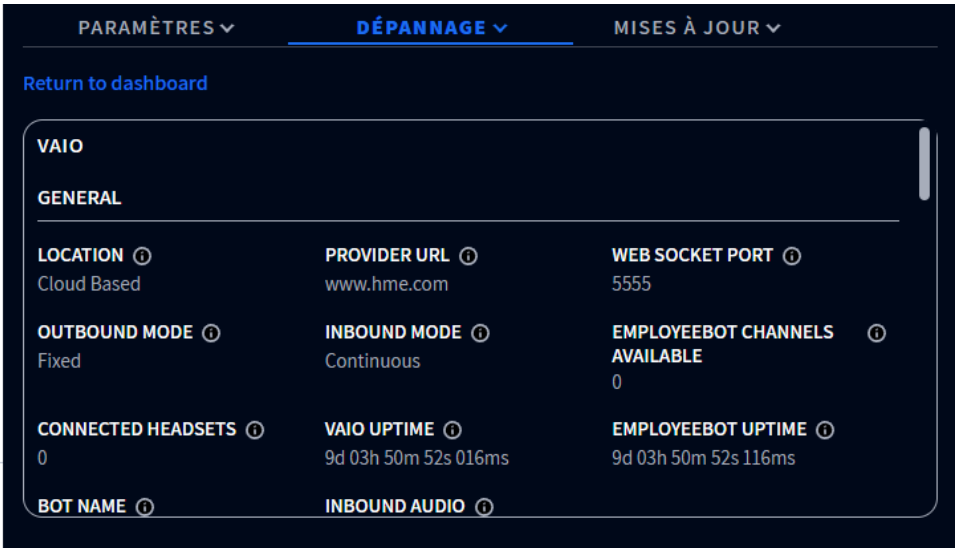 PARAMÈTRES DÉPANNAGE MISES À JOUR
Return to dashboard
VAIO
GENERAL
LOCATION PROVIDER URL WEB SOCKET PORT
Cloud Based www.hme.com 5555
OUTBOUND MODE INBOUND MODE EMPLOYEEBOT CHANNELS
AVAILABLE
Fixed Continuous
0
CONNECTED HEADSETS VAIO UPTIME EMPLOYEEBOT UPTIME
0 9d 03h 50m 52s 016ms 9d 03h 50m 52s 116ms
BOT NAME INBOUND AUDIO